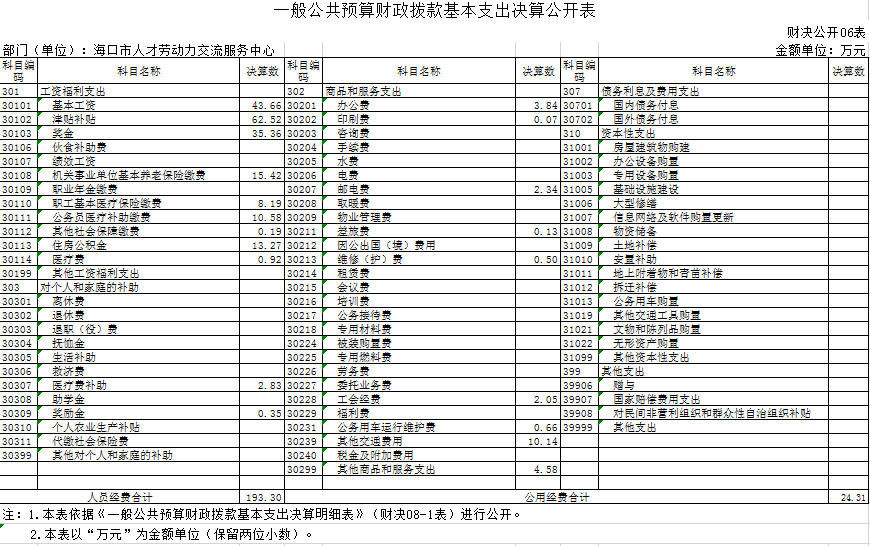 一般公共预算财政拨款基本支出决算公开表
财决公开06表
部门（单位）：海口市人才劳动力交流服务中心 金额单位：万元
科目编码 科目名称 决算数 科目编码 科目名称 决算数 科目编码 科目名称 决算数
301 工资福利支出 302 商品和服务支出 307 债务利息及费用支出
30101 基本工资 43.66 30201 办公费 3.84 30701 国内债务付息
30102 津贴补贴 62.52 30202 印刷费 0.07 30702 国外债务付息
30103 奖金 35.36 30203 咨询费 310 资本性支出
30106 伙食补助费 30204 手续费 31001 房屋建筑物购建
30107 绩效工资 30205 水费 31002 办公设备购置
30108 机关事业单位基本养老保险缴费 15.42 30206 电费 31003 专用设备购置
30109 职业年金缴费 30207 邮电费 2.34 31005 基础设施建设
30110 职工基本医疗保险缴费 8.19 30208 取暖费 31006 大型修缮
30111 公务员医疗补助缴费 10.58 30209 物业管理费 31007 信息网络及软件购置更新
30112 其他社会保障缴费 0.19 30211 差旅费 0.13 31008 物资储备
30113 住房公积金 13.27 30212 因公出国（境）费用 31009 土地补偿
30114 医疗费 0.92 30213 维修（护）费 0.50 31010 安置补助
30199 其他工资福利支出 30214 租赁费 31011 地上附着物和青苗补偿
303 对个人和家庭的补助 30215 会议费 31012 拆迁补偿
30301 离休费 30216 培训费 31013 公务用车购置
30302 退休费 30217 公务接待费 31019 其他交通工具购置
30303 退职（役）费 30218 专用材料费 31021 文物和陈列品购置
30304 抚恤金 30224 被装购置费 31022 无形资产购置
30305 生活补助 30225 专用燃料费 31099 其他资本性支出
30306 救济费 30226 劳务费 399 其他支出
30307 医疗费补助 2.83 30227 委托业务费 39906 赠与
30308 助学金 30228 工会经费 2.05 39907 国家赔偿费用支出
30309 奖励金 0.35 30229 福利费 39908 对民间非营利组织和群众性自治组织补贴
30310 个人农业生产补贴 30231 公务用车运行维护费 0.66 39999 其他支出
30311 代缴社会保险费 30239 其他交通费用 10.14
30399 其他对个人和家庭的补助 30240 税金及附加费用
30299 其他商品和服务支出 4.58
人员经费合计 193.30 公用经费合计 24.31
注：1.本表依据《一般公共预算财政拨款基本支出决算明细表》（财决08-1表）进行公开。
2.本表以“万元”为金额单位（保留两位小数）。